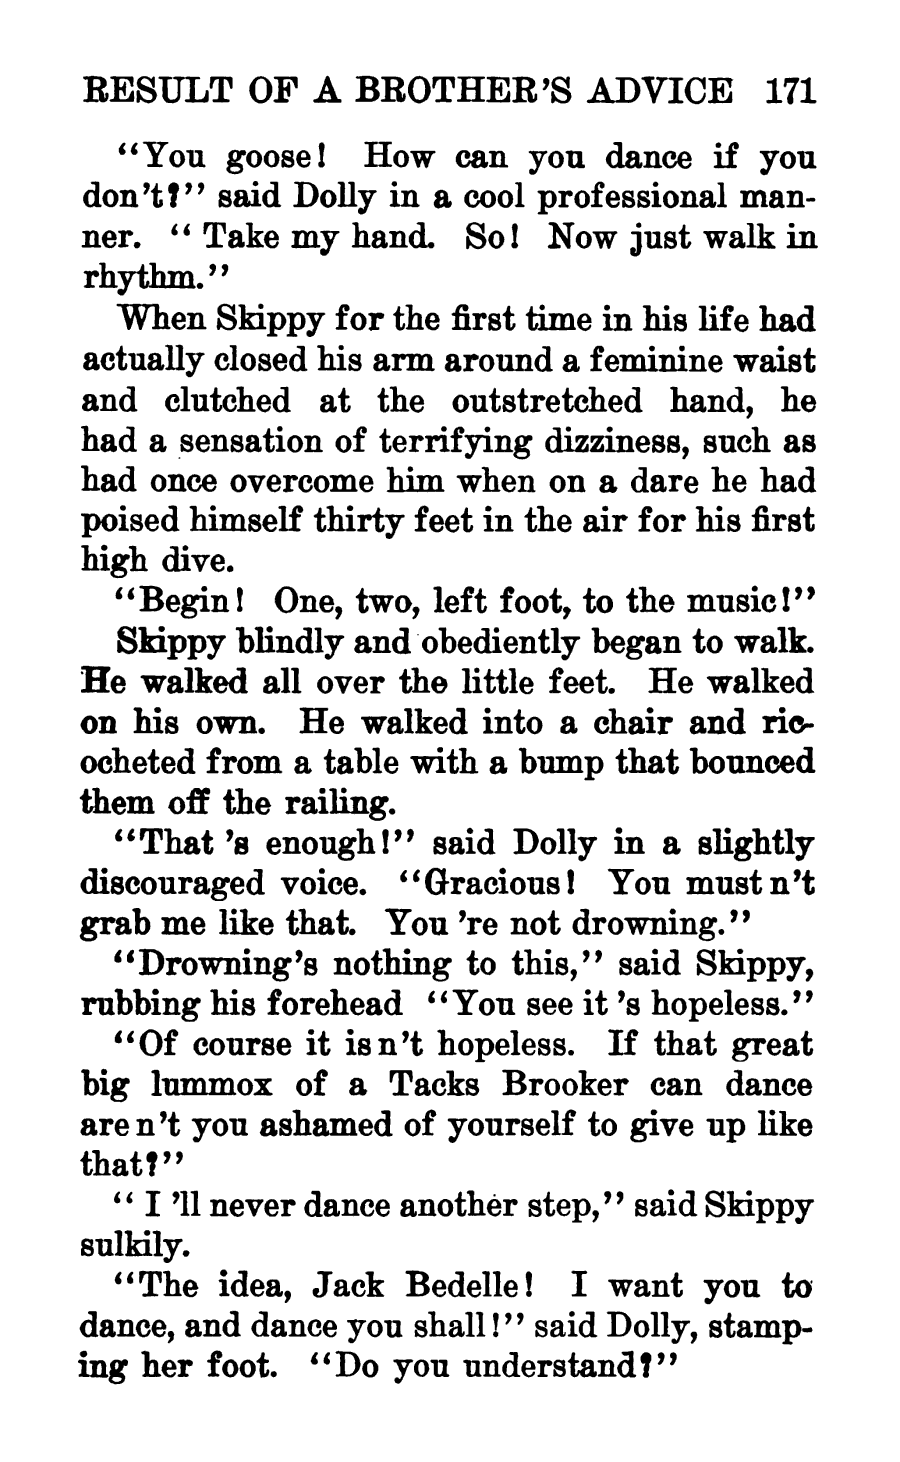 RESULT OF A BROTHER'S ADVICE 171
"You goose! How can you dance if you
don't?" said Dolly in a cool professional man-
ner. "Take my hand. So! Now just walk in
rhythm."
When Skippy for the first time in his life had
actually closed his arm around a feminine waist
and clutched at the outstretched hand, he
had a sensation of terrifying dizziness, such as
had once overcome him when on a dare he had
poised himself thirty feet in the air for his first
high dive.
"Begin! One, two, left foot, to the music!"
Skippy blindly and obediently began to walk.
He walked all over the little feet. He walked
on his own. He walked into a chair and ric-
ocheted from a table with a bump that bounced
them off the railing.
"That 's enough!" said Dolly in a slightly
discouraged voice. "Gracious! You must n't
grab me like that. You 're not drowning."
"Drowning's nothing to this," said Skippy,
rubbing his forehead "You see it 's hopeless."
"Of course it is n't hopeless. If that great
big lummox of a Tacks Brooker can dance
are n't you ashamed of yourself to give up like
that?"
"I 'll never dance another step," said Skippy
sulkily.
"The idea, Jack Bedelle! I want you to
dance, and dance you shall!" said Dolly, stamp-
ing her foot. "Do you understand?"